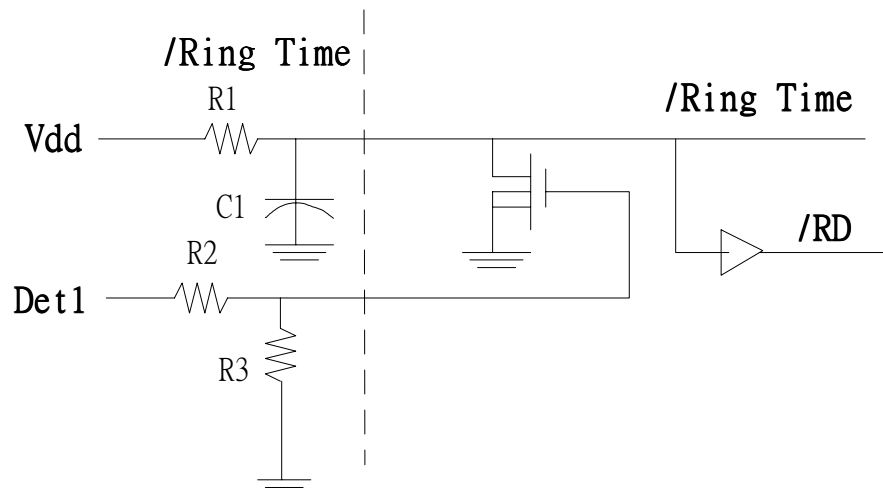 /Ring Time
R1
/Ring Time
Vdd
C1
/RD
R2
Det1
R3